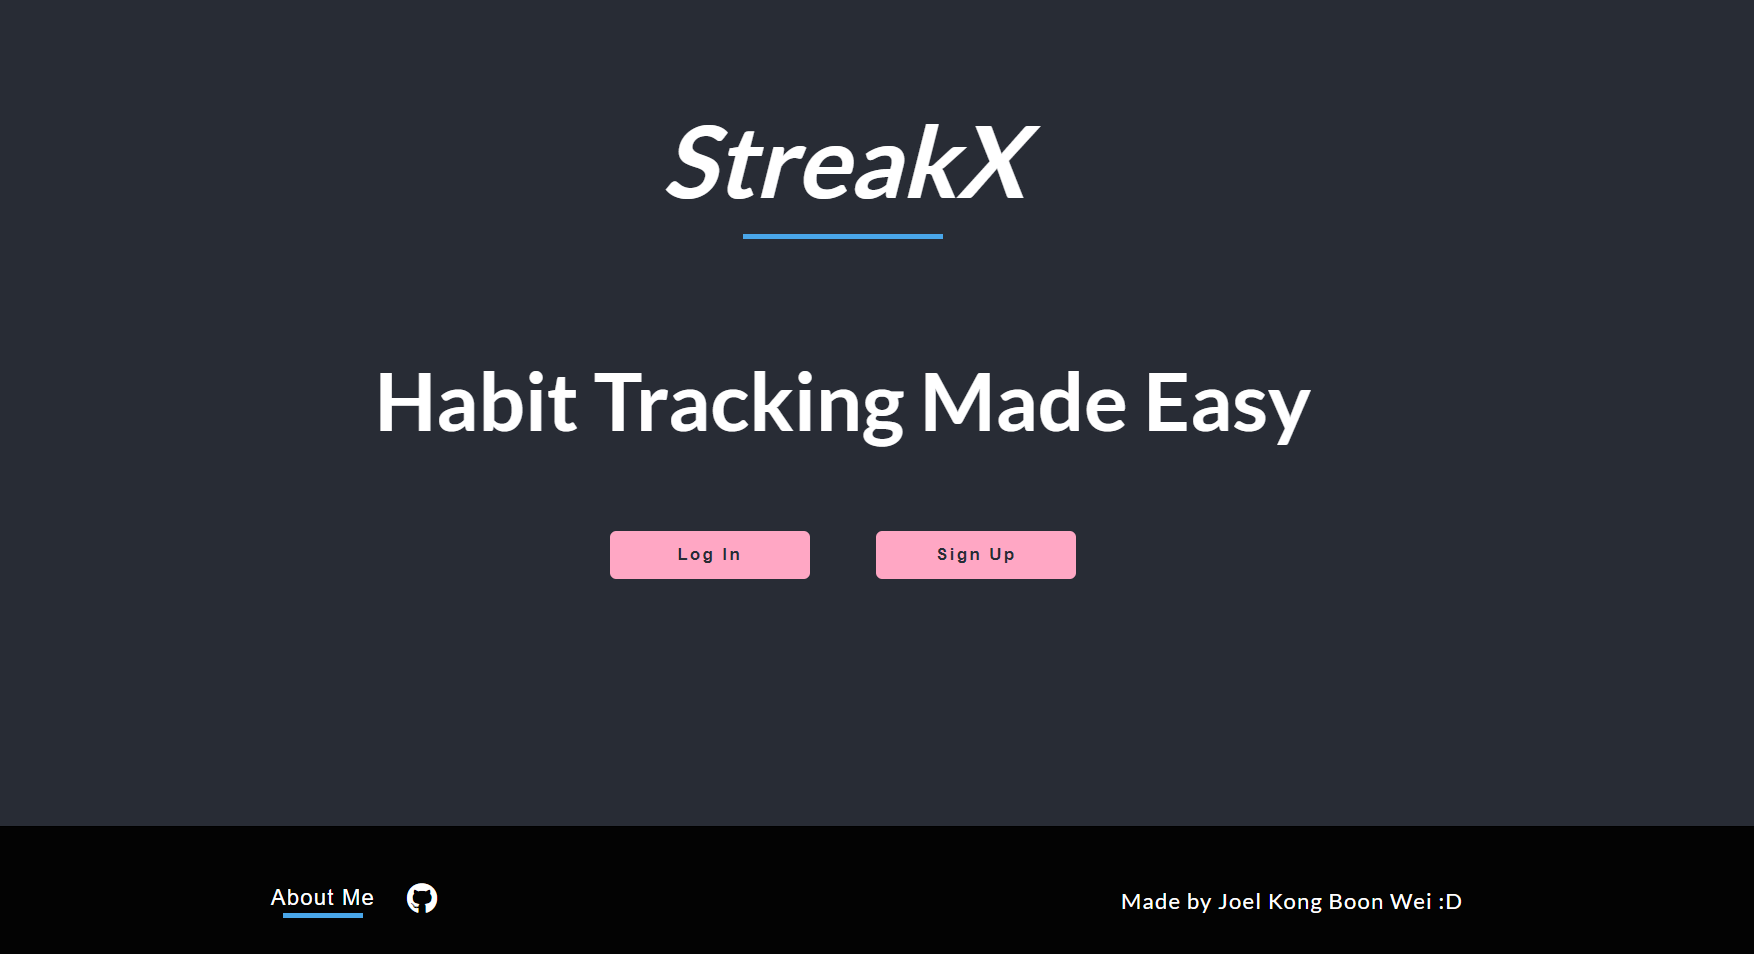 StreakX
Habit Tracking Made Easy
Log In
Sign Up
About Me
Made by Joel Kong Boon Wei :D